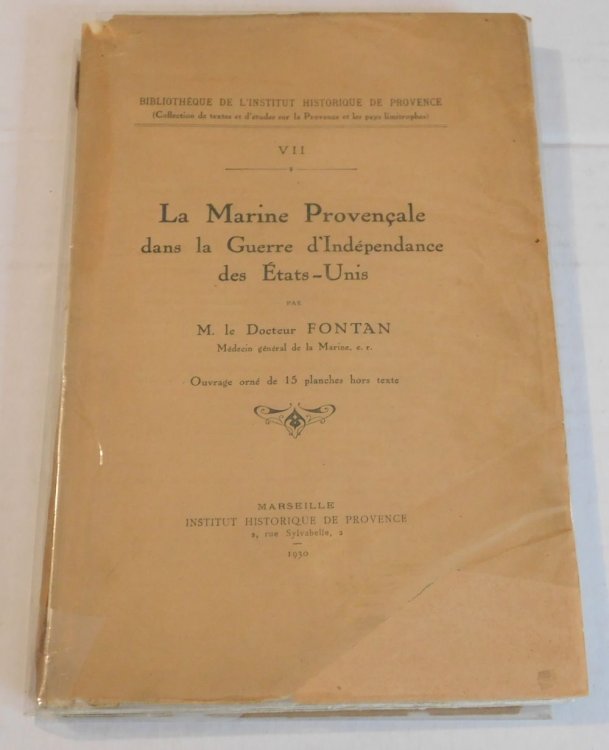 BIBLIOTHÈQUE DE L'INSTITUT HISTORIQUE DE PROVENCE
(Collection de textes et d'études sur la Provence et les pays limitrophes)
VII
La Marine Provençale
dans la Guerre d'Indépendance
des États-Unis
PAR
M. le Docteur FONTAN
Médecin général de la Marine, e. r.
Ouvrage orné de 15 planches hors texte
MARSEILLE
INSTITUT HISTORIQUE DE PROVENCE
2, rue Sylvabelle, 2
1930